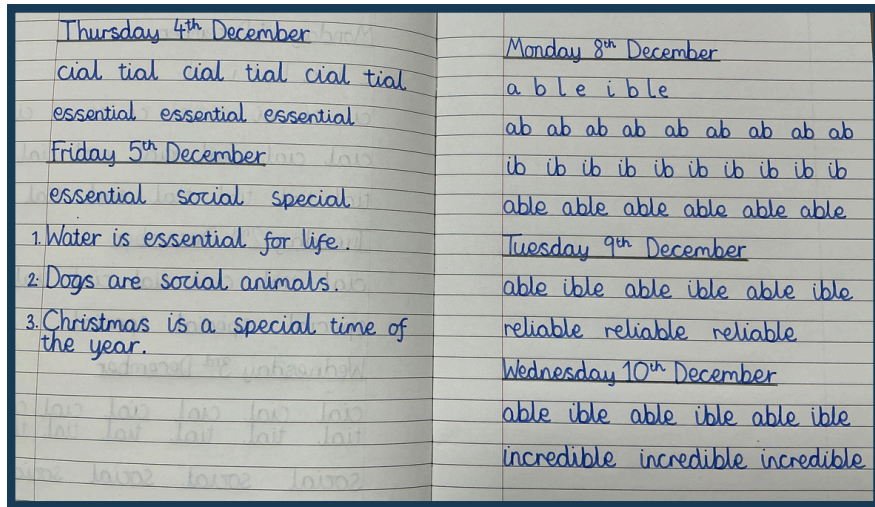 Thursday 4th December
cial tial cial tial cial tial
essential essential essential
Friday 5th December
essential social special
1. Water is essential for life.
2. Dogs are social animals.
3. Christmas is a special time of
the year.
Monday 8th December
a b l e i b l e
ab ab ab ab ab ab ab ab ab
ib ib ib ib ib ib ib ib ib ib
able able able able able able
Tuesday 9th December
able ible able ible able ible
reliable reliable reliable
Wednesday 10th December
able ible able ible able ible
incredible incredible incredible